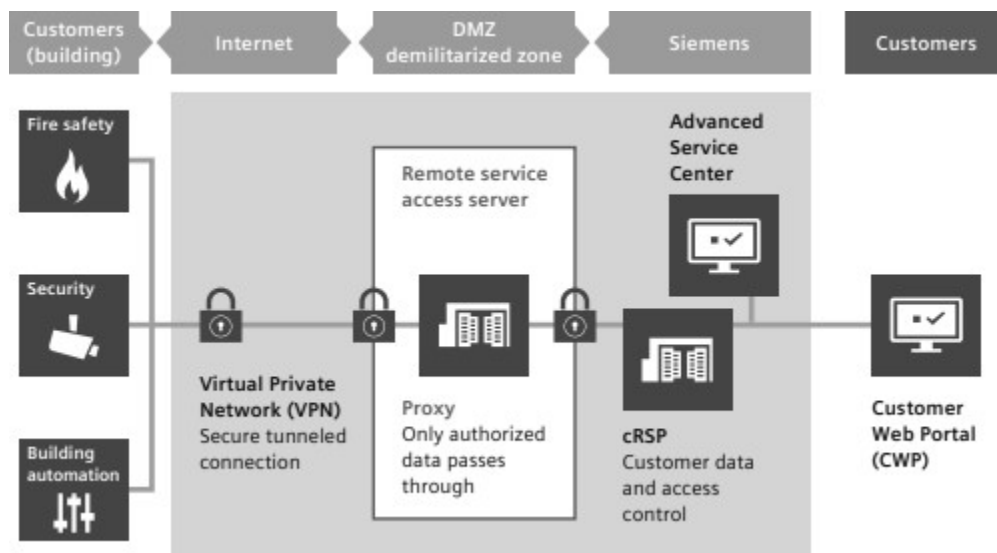 Customers
(building)
Internet
DMZ
demilitarized zone
Siemens
Customers
Fire safety
Security
Building
automation
Virtual Private
Network (VPN)
Secure tunneled
connection
Remote service
access server
Proxy
Only authorized
data passes
through
Advanced
Service
Center
cRSP
Customer data
and access
control
Customer
Web Portal
(CWP)